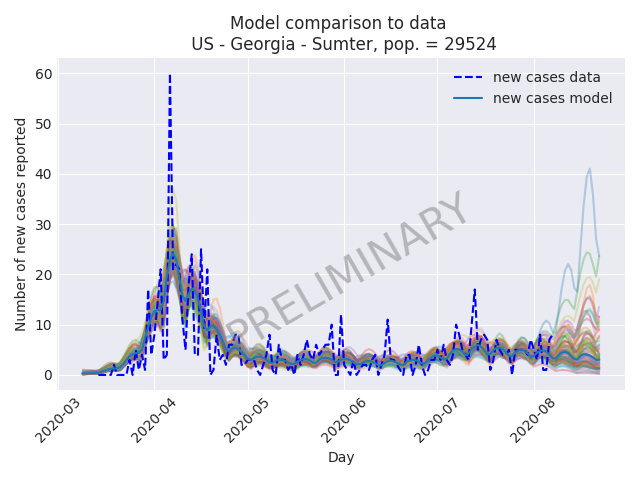 Model comparison to data
US - Georgia - Sumter, pop. = 29524
60
50
40
30
20
10
0
Number of new cases reported
new cases data
new cases model
PRELIMINARY
2020-03
2020-04
2020-05
2020-06
2020-07
2020-08
Day